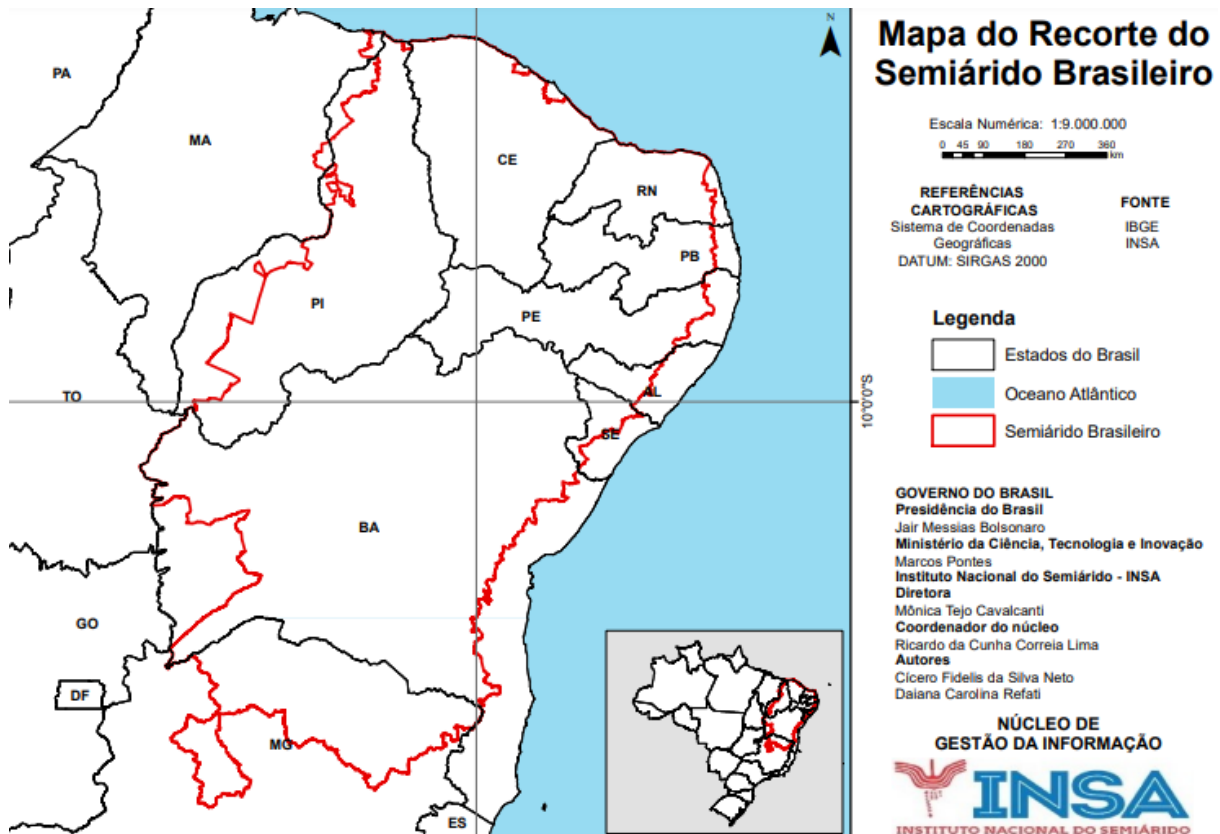 Mapa do Recorte do
Semiárido Brasileiro
Escala Numérica: 1:9.000.000
0 45 90 180 270 360
km
REFERÊNCIAS
CARTOGRÁFICAS
Sistema de Coordenadas
Geográficas
DATUM: SIRGAS 2000
FONTE
IBGE
INSA
Legenda
Estados do Brasil
Oceano Atlântico
Semiárido Brasileiro
GOVERNO DO BRASIL
Presidência do Brasil
Jair Messias Bolsonaro
Ministério da Ciência, Tecnologia e Inovação
Marcos Pontes
Instituto Nacional do Semiárido - INSA
Diretora
Mônica Tejo Cavalcanti
Coordenador do núcleo
Ricardo da Cunha Correia Lima
Autores
Cícero Fidelis da Silva Neto
Daiana Carolina Refati
NÚCLEO DE
GESTÃO DA INFORMAÇÃO
INSA
INSTITUTO NACIONAL DO SEMIÁRIDO
N
PA
MA
CE
RN
PB
PI
PE
TO
AL
SE
BA
GO
DF
MG
ES
10°0'0"S